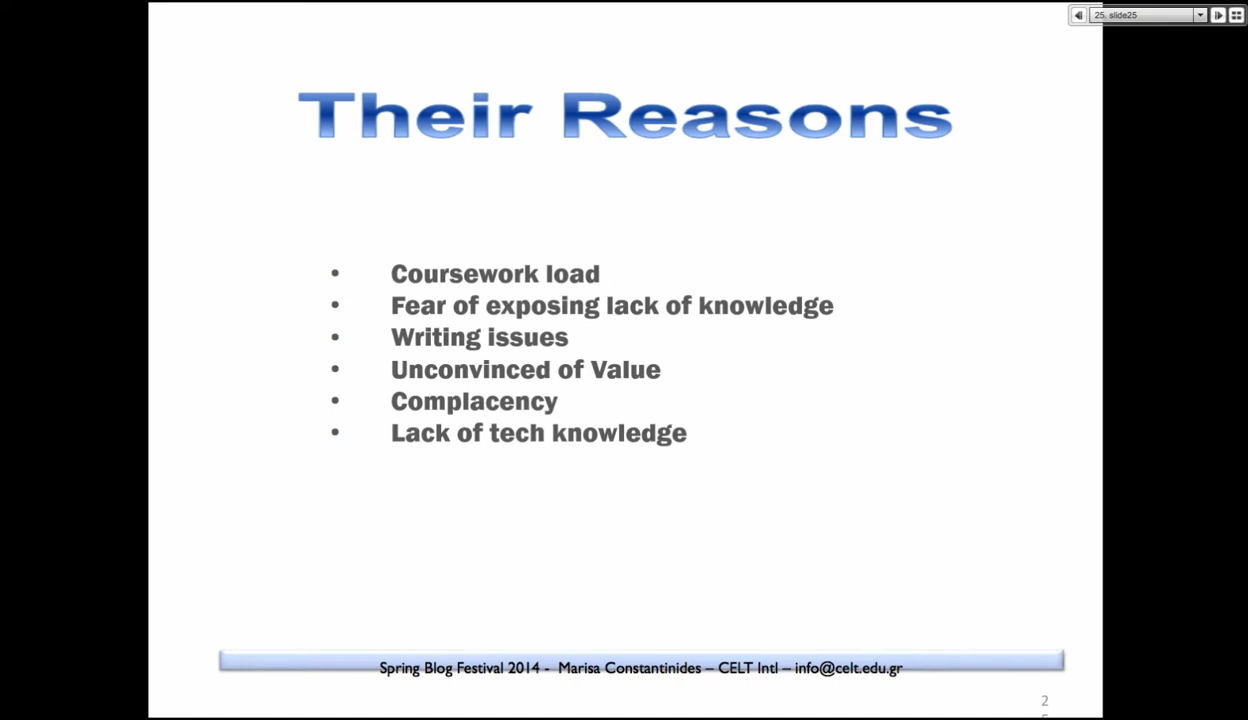 25. slide25
Their Reasons
• Coursework load
• Fear of exposing lack of knowledge
• Writing issues
• Unconvinced of Value
• Complacency
• Lack of tech knowledge
Spring Blog Festival 2014 - Marisa Constantinides – CELT Intl – info@celt.edu.gr
2